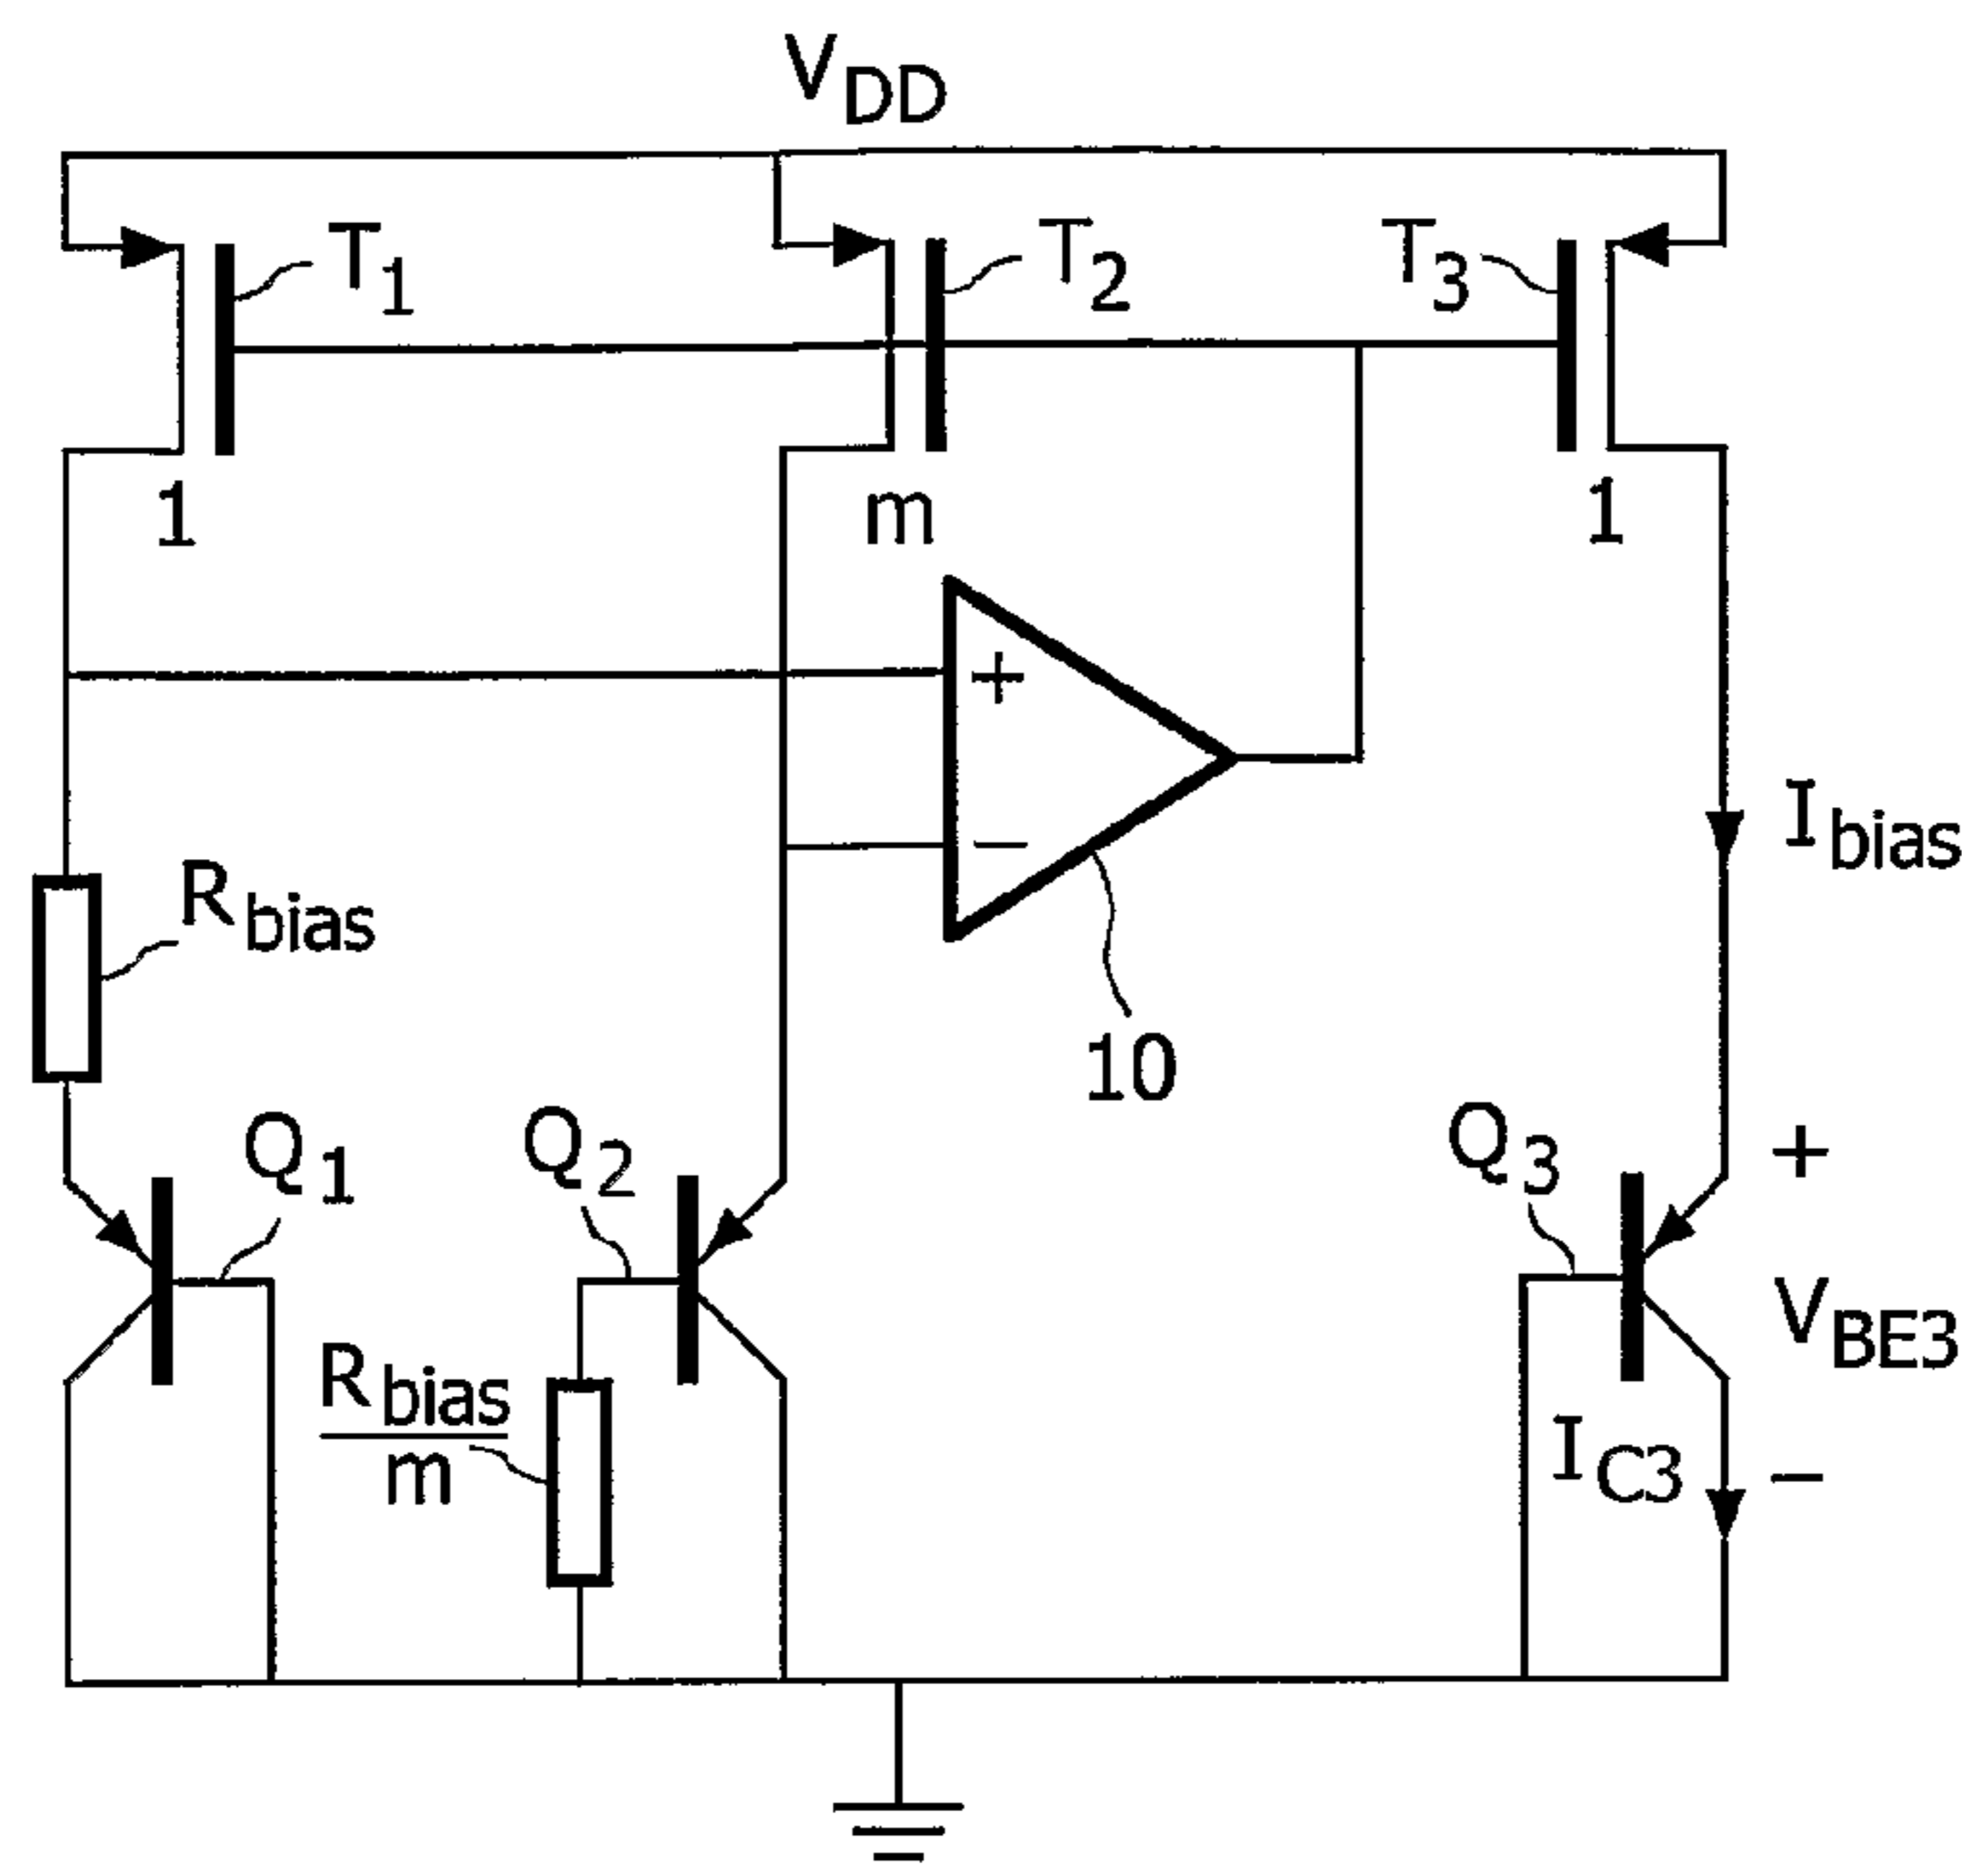 VDD
T1
T2
T3
1
m
1
+
−
Ibias
Rbias
10
Q1
Q2
Q3
+
VBE3
−
Rbias
m
IC3